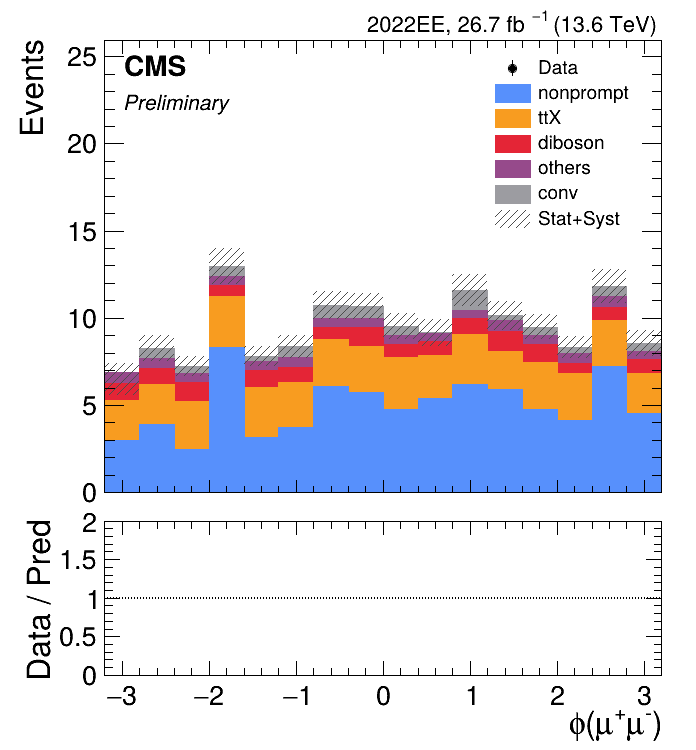 2022EE, 26.7 fb⁻¹ (13.6 TeV)
Events
CMS
Preliminary
Data
nonprompt
ttX
diboson
others
conv
Stat+Syst
25
20
15
10
5
0
Data / Pred
2
1.5
1
0.5
0
−3 −2 −1 0 1 2 3
ϕ(μ⁺μ⁻)